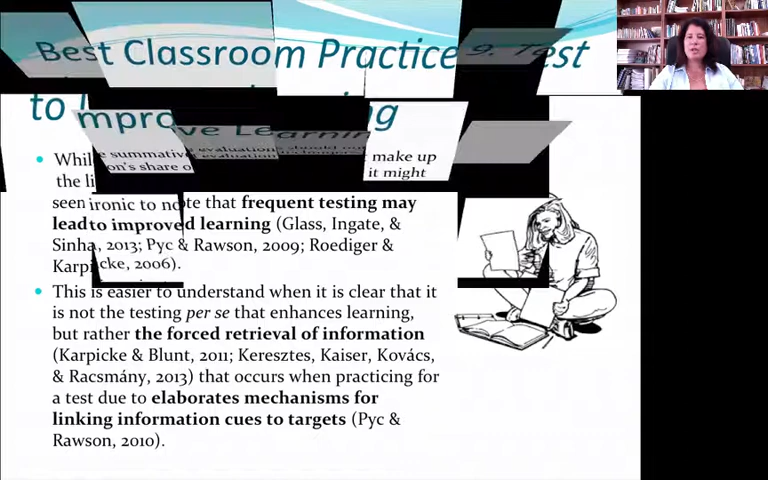 Best Classroom Practice 9. Test
to Improve Learning
• While summative evaluations should not make up
the li on's share o it might
seen ironic to note that frequent testing may
lead to improved learning (Glass, Ingate, &
Sinha, 2013; Pyc & Rawson, 2009; Roediger &
Karpicke, 2006).
• This is easier to understand when it is clear that it
is not the testing per se that enhances learning,
but rather the forced retrieval of information
(Karpicke & Blunt, 2011; Keresztes, Kaiser, Kovács,
& Racsmány, 2013) that occurs when practicing for
a test due to elaborates mechanisms for
linking information cues to targets (Pyc &
Rawson, 2010).